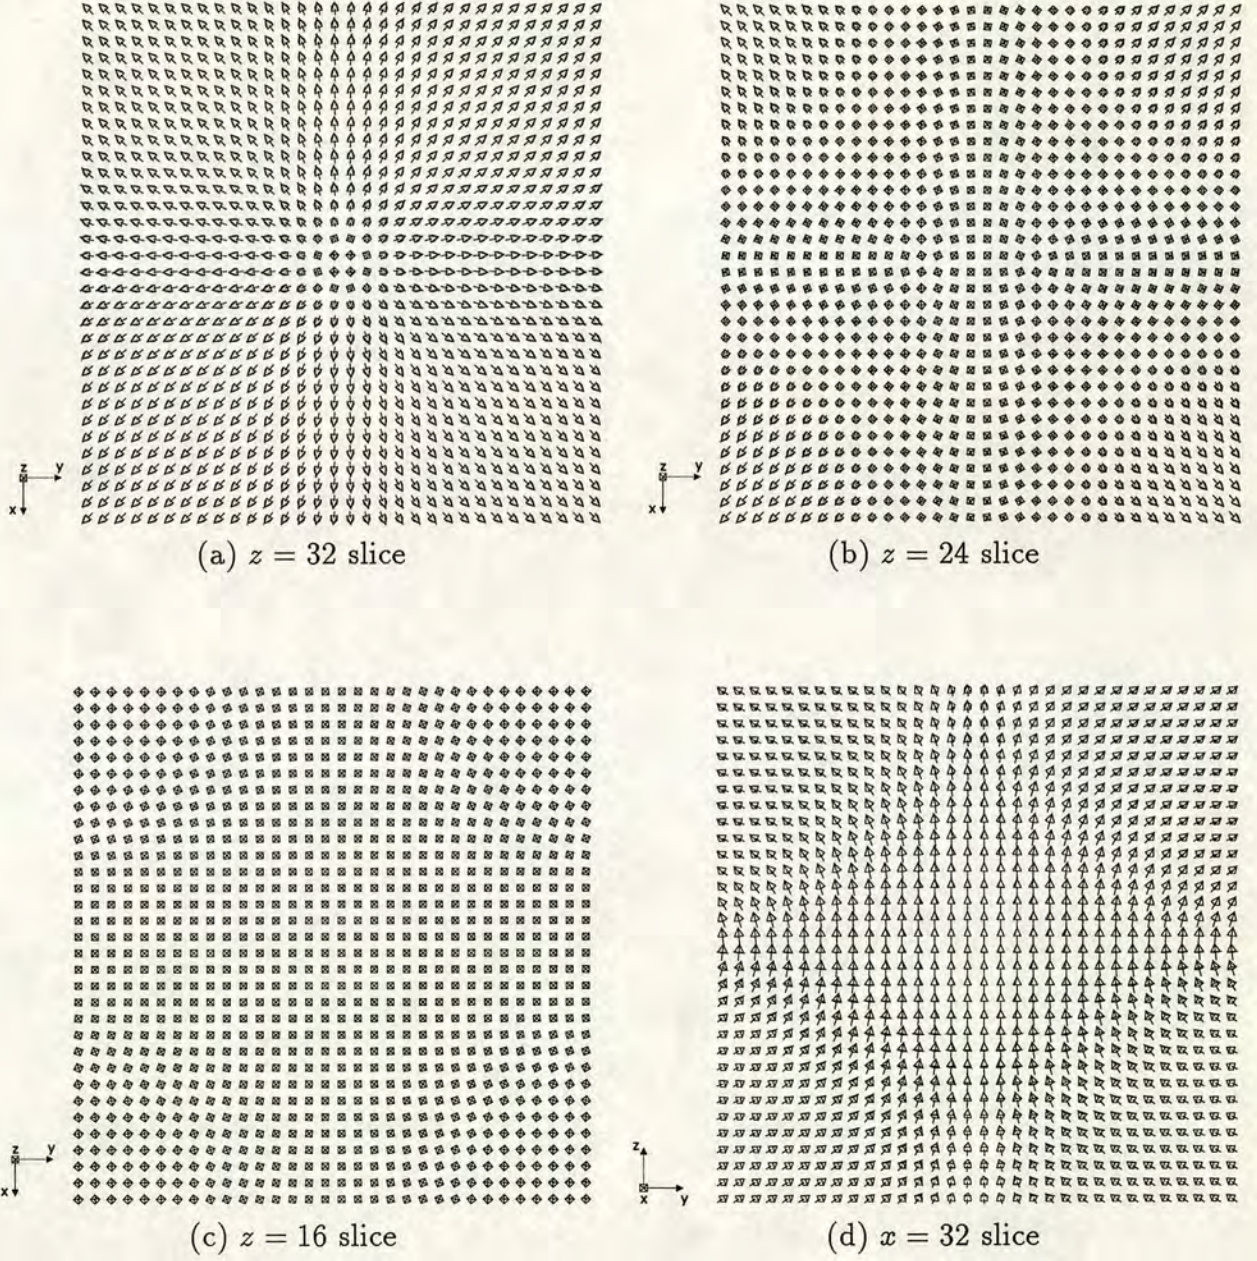 z y
x
(a) z = 32 slice
z y
x
(b) z = 24 slice
z y
x
(c) z = 16 slice
z
x y
(d) x = 32 slice